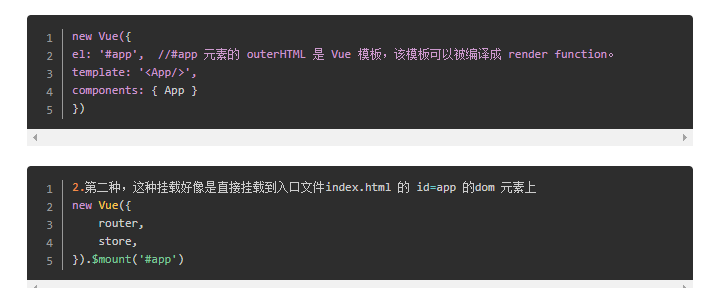 1 new Vue({
2 el: '#app',  //#app 元素的 outerHTML 是 Vue 模板，该模板可以被编译成 render function。
3 template: '<App/>',
4 components: { App }
5 })
1 2.第二种，这种挂载好像是直接挂载到入口文件index.html 的 id=app 的dom 元素上
2 new Vue({
3     router,
4     store,
5 }).$mount('#app')